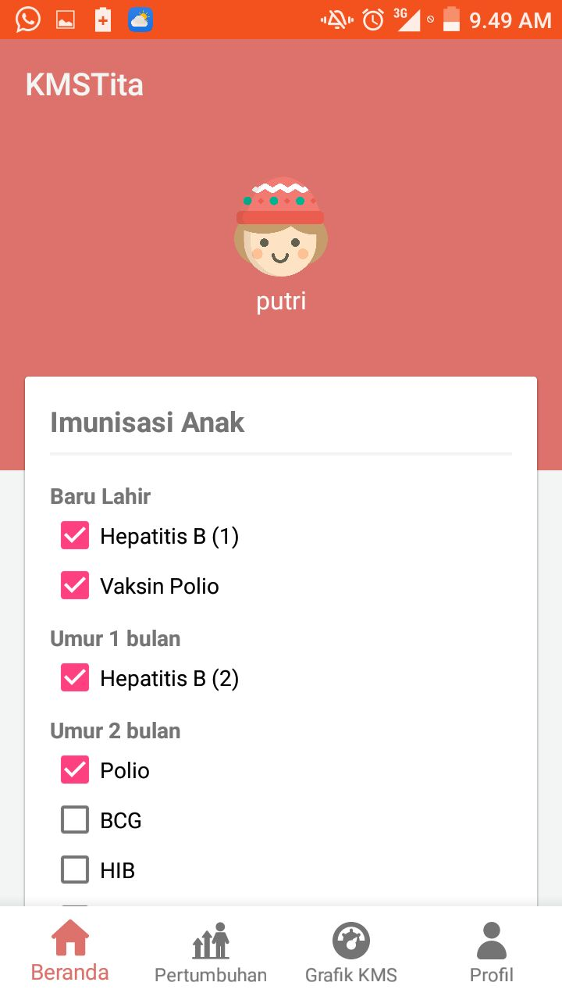 3G 9.49 AM
KMSTita
putri
Imunisasi Anak
Baru Lahir
Hepatitis B (1)
Vaksin Polio
Umur 1 bulan
Hepatitis B (2)
Umur 2 bulan
Polio
BCG
HIB
Beranda Pertumbuhan Grafik KMS Profil